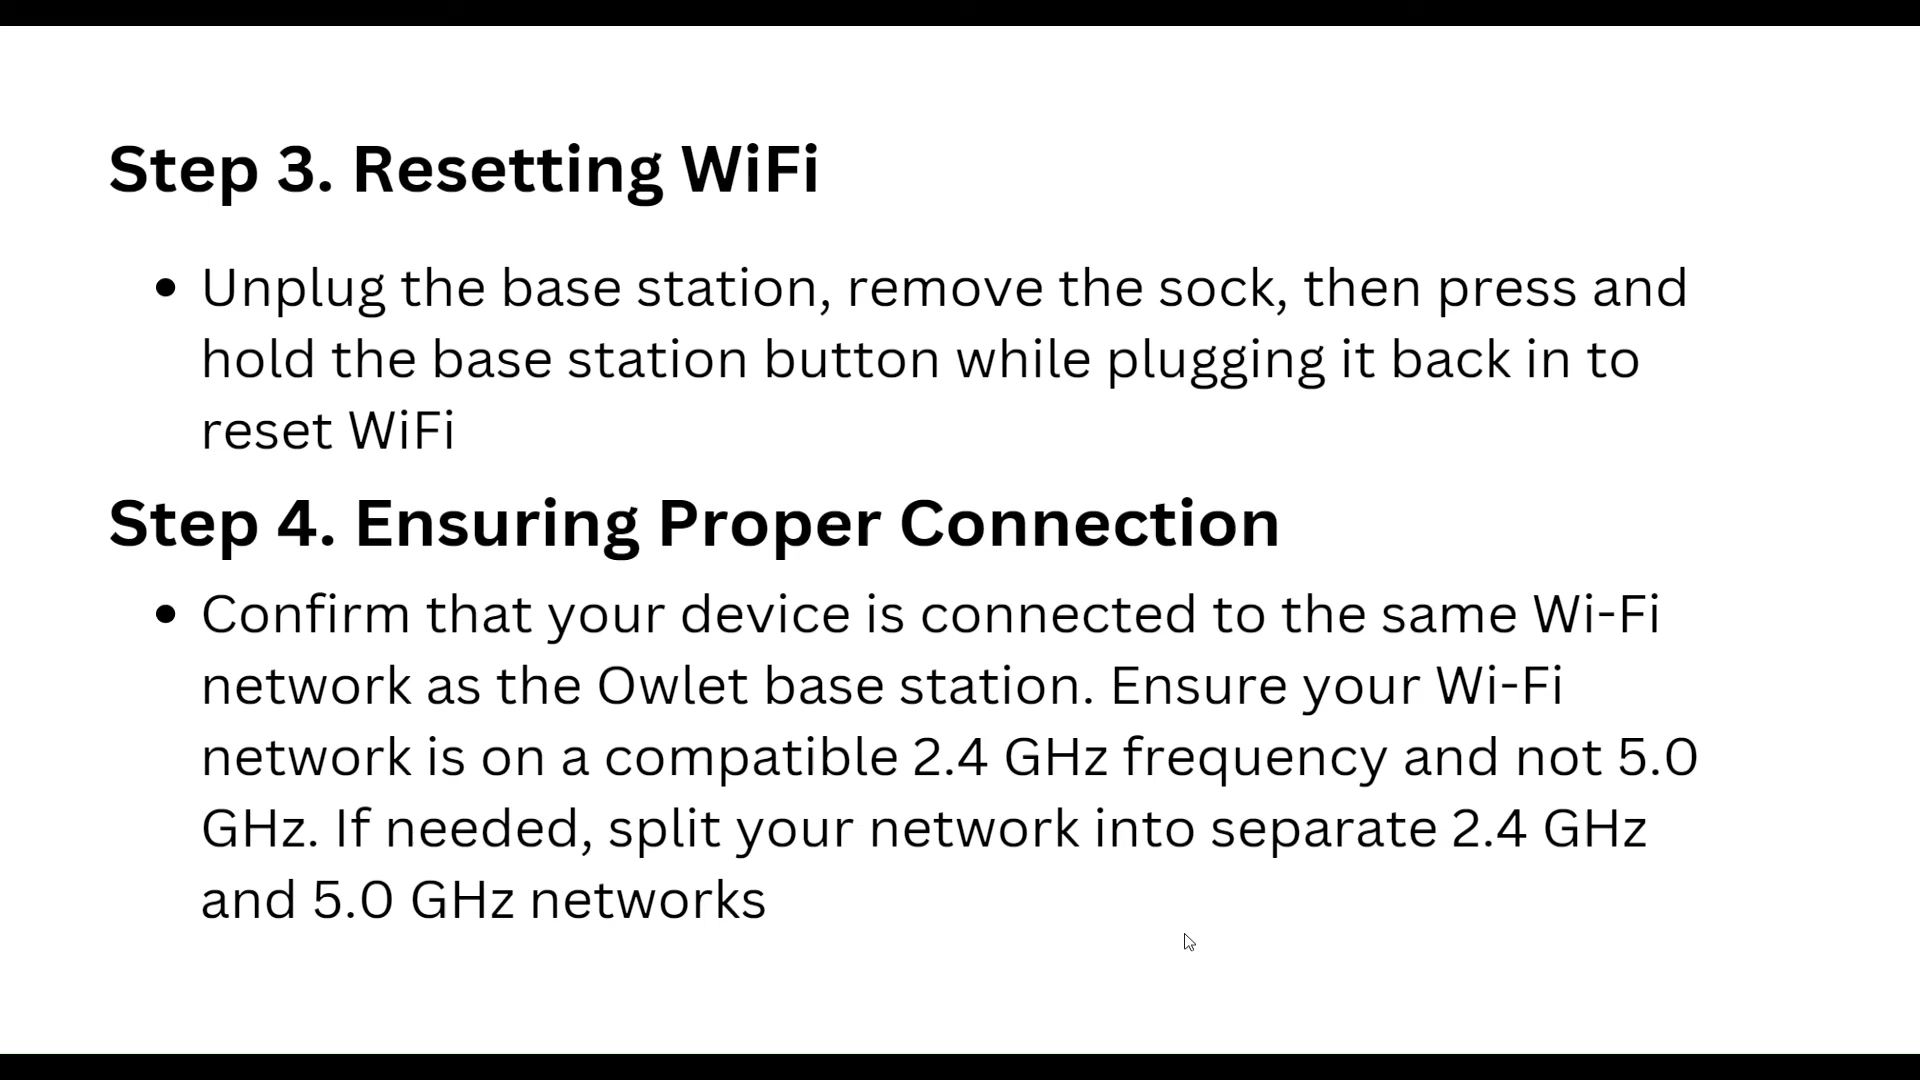 Step 3. Resetting WiFi
• Unplug the base station, remove the sock, then press and
hold the base station button while plugging it back in to
reset WiFi
Step 4. Ensuring Proper Connection
• Confirm that your device is connected to the same Wi-Fi
network as the Owlet base station. Ensure your Wi-Fi
network is on a compatible 2.4 GHz frequency and not 5.0
GHz. If needed, split your network into separate 2.4 GHz
and 5.0 GHz networks